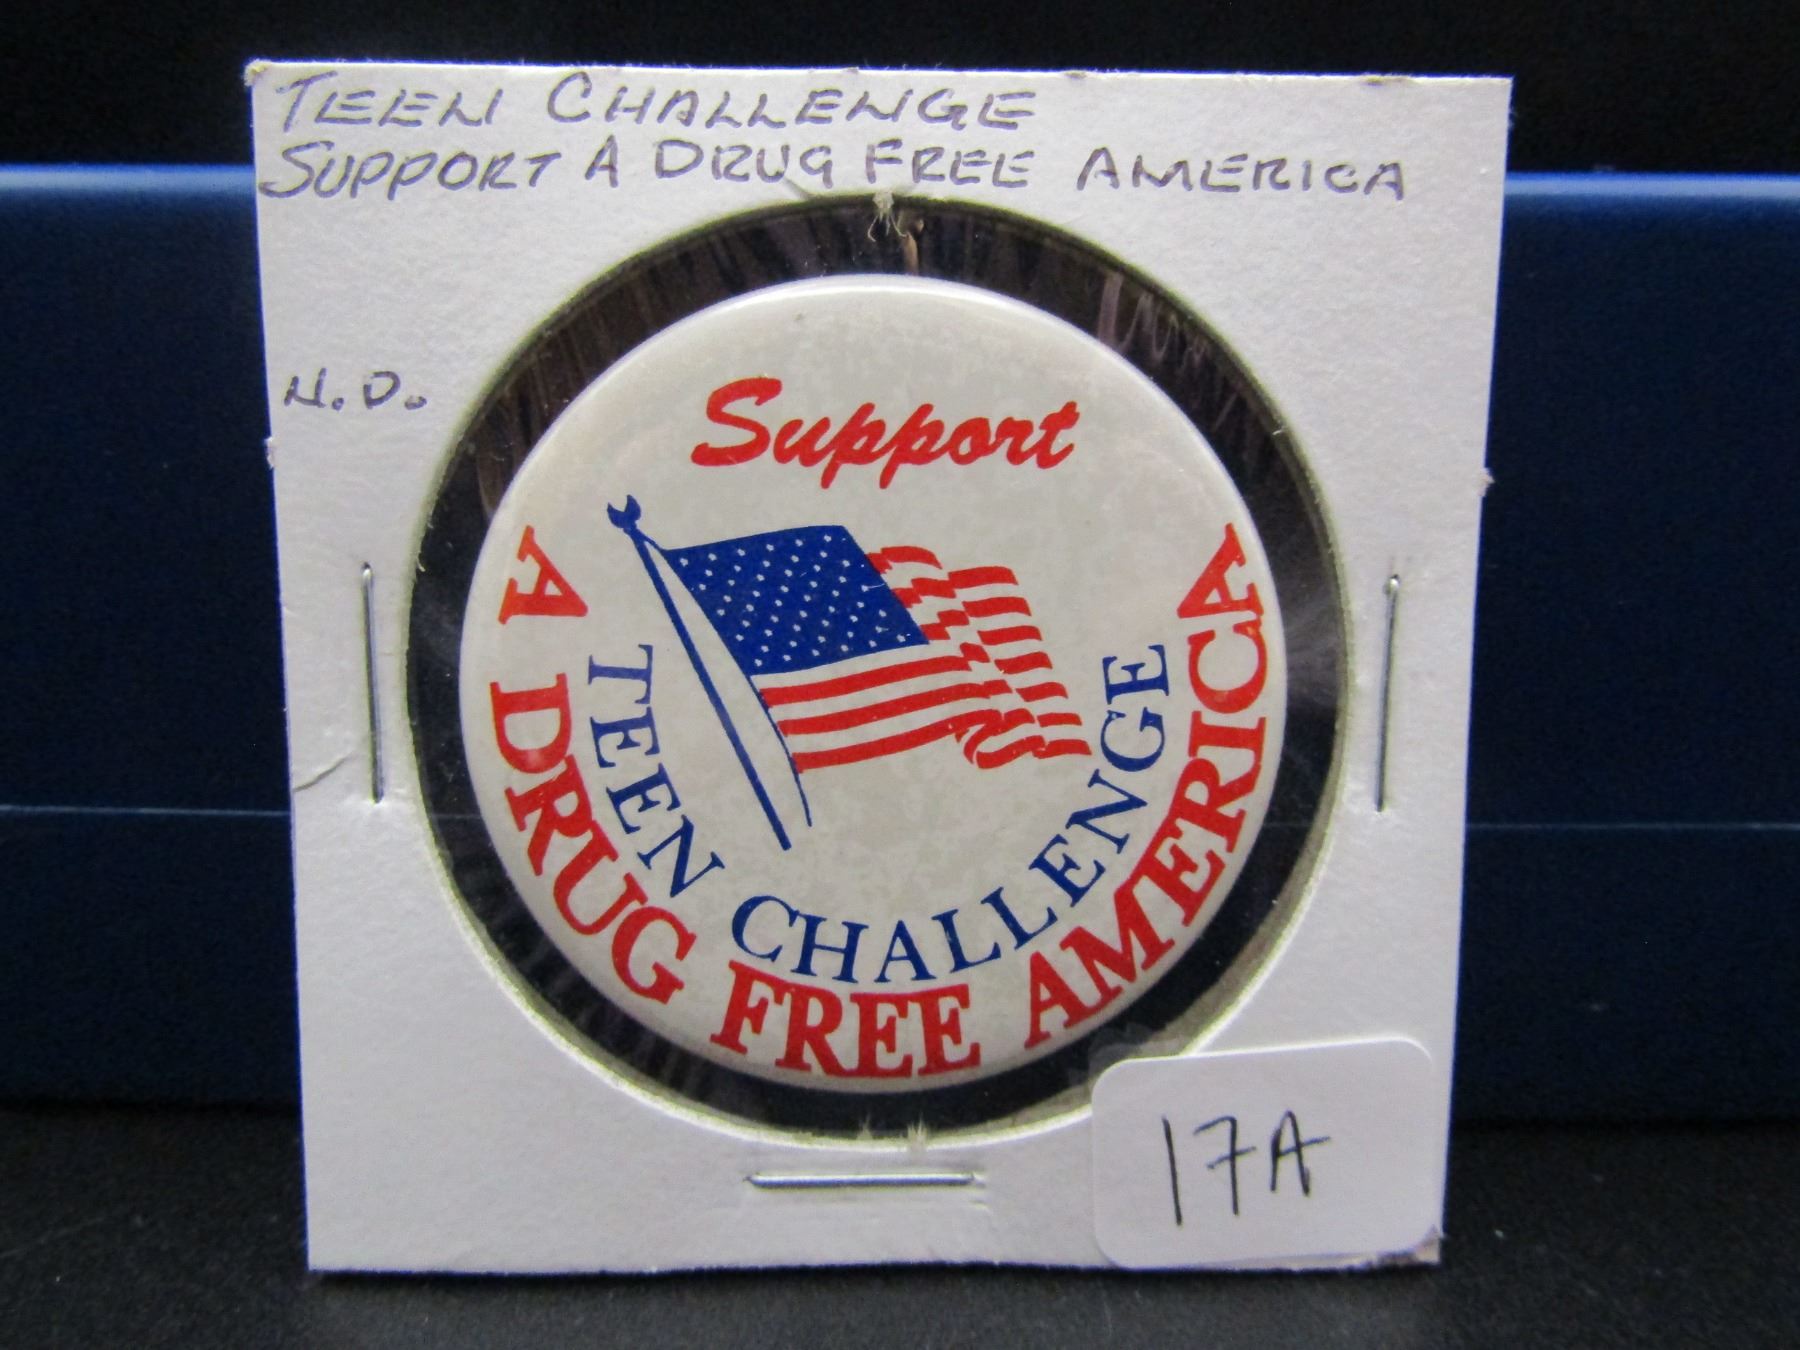 TEEN CHALLENGE
SUPPORT A DRUG FREE AMERICA
N.D.
Support
TEEN CHALLENGE
A DRUG FREE AMERICA
17A